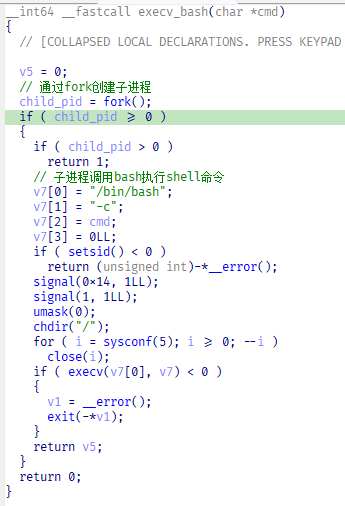 __int64 __fastcall execv_bash(char *cmd)
{
  // [COLLAPSED LOCAL DECLARATIONS. PRESS KEYPAD
  v5 = 0;
  // 通过fork创建子进程
  child_pid = fork();
  if ( child_pid ≥ 0 )
  {
    if ( child_pid > 0 )
      return 1;
    // 子进程调用bash执行shell命令
    v7[0] = "/bin/bash";
    v7[1] = "-c";
    v7[2] = cmd;
    v7[3] = 0LL;
    if ( setsid() < 0 )
      return (unsigned int)-*__error();
    signal(0×14, 1LL);
    signal(1, 1LL);
    umask(0);
    chdir("/");
    for ( i = sysconf(5); i ≥ 0; --i )
      close(i);
    if ( execv(v7[0], v7) < 0 )
    {
      v1 = __error();
      exit(-*v1);
    }
    return v5;
  }
  return 0;
}